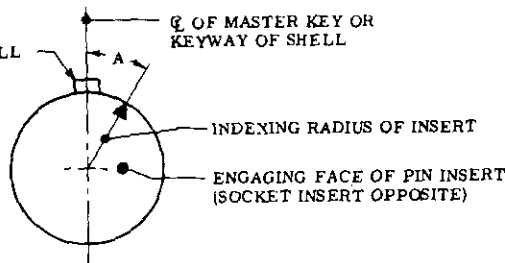 ℄ OF MASTER KEY OR
KEYWAY OF SHELL
LL
A
INDEXING RADIUS OF INSERT
ENGAGING FACE OF PIN INSERT
(SOCKET INSERT OPPOSITE)